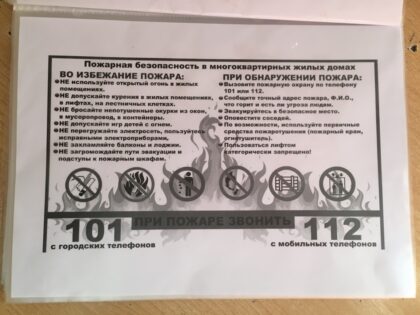 Пожарная безопасность в многоквартирных жилых домах
ВО ИЗБЕЖАНИЕ ПОЖАРА:
●НЕ используйте открытый огонь в жилых
помещениях.
●НЕ допускайте курения в жилых помещениях,
в лифтах, на лестничных клетках.
●НЕ бросайте непотушенные окурки из окон,
в мусоропровод, в контейнеры.
●НЕ допускайте игр детей с огнем.
●НЕ перегружайте электросеть, пользуйтесь
исправными электроприборами.
●НЕ захламляйте балконы и лоджии.
●НЕ загромождайте пути эвакуации и
подступы к пожарным шкафам.
ПРИ ОБНАРУЖЕНИИ ПОЖАРА:
●Вызовите пожарную охрану по телефону
101 или 112.
●Сообщите точный адрес пожара, Ф.И.О.,
что горит и есть ли угроза людям.
●Эвакуируйтесь в безопасное место.
●Оповестите соседей.
●По возможности, используйте первичные
средства пожаротушения (пожарный кран,
огнетушитель).
●Пользоваться лифтом
категорически запрещено!
ПРИ ПОЖАРЕ ЗВОНИТЬ
101
с городских телефонов
112
с мобильных телефонов